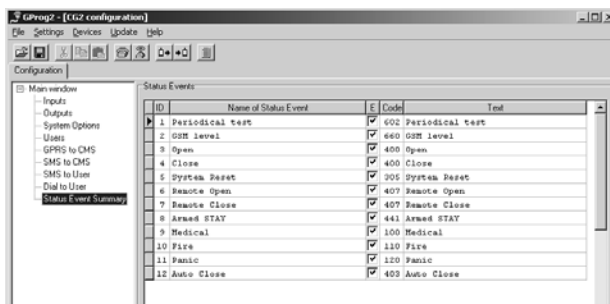 GProg2 - [CG2 configuration]
File Settings Devices Update Help
Configuration
Main window
Inputs
Outputs
System Options
Users
GPRS to CMS
SMS to CMS
SMS to User
Dial to User
Status Event Summary
Status Events
ID Name of Status Event E Code Text
1 Periodical test 602 Periodical test
2 GSM level 660 GSM level
3 Open 400 Open
4 Close 400 Close
5 System Reset 305 System Reset
6 Remote Open 407 Remote Open
7 Remote Close 407 Remote Close
8 Armed STAY 441 Armed STAY
9 Medical 100 Medical
10 Fire 110 Fire
11 Panic 120 Panic
12 Auto Close 403 Auto Close